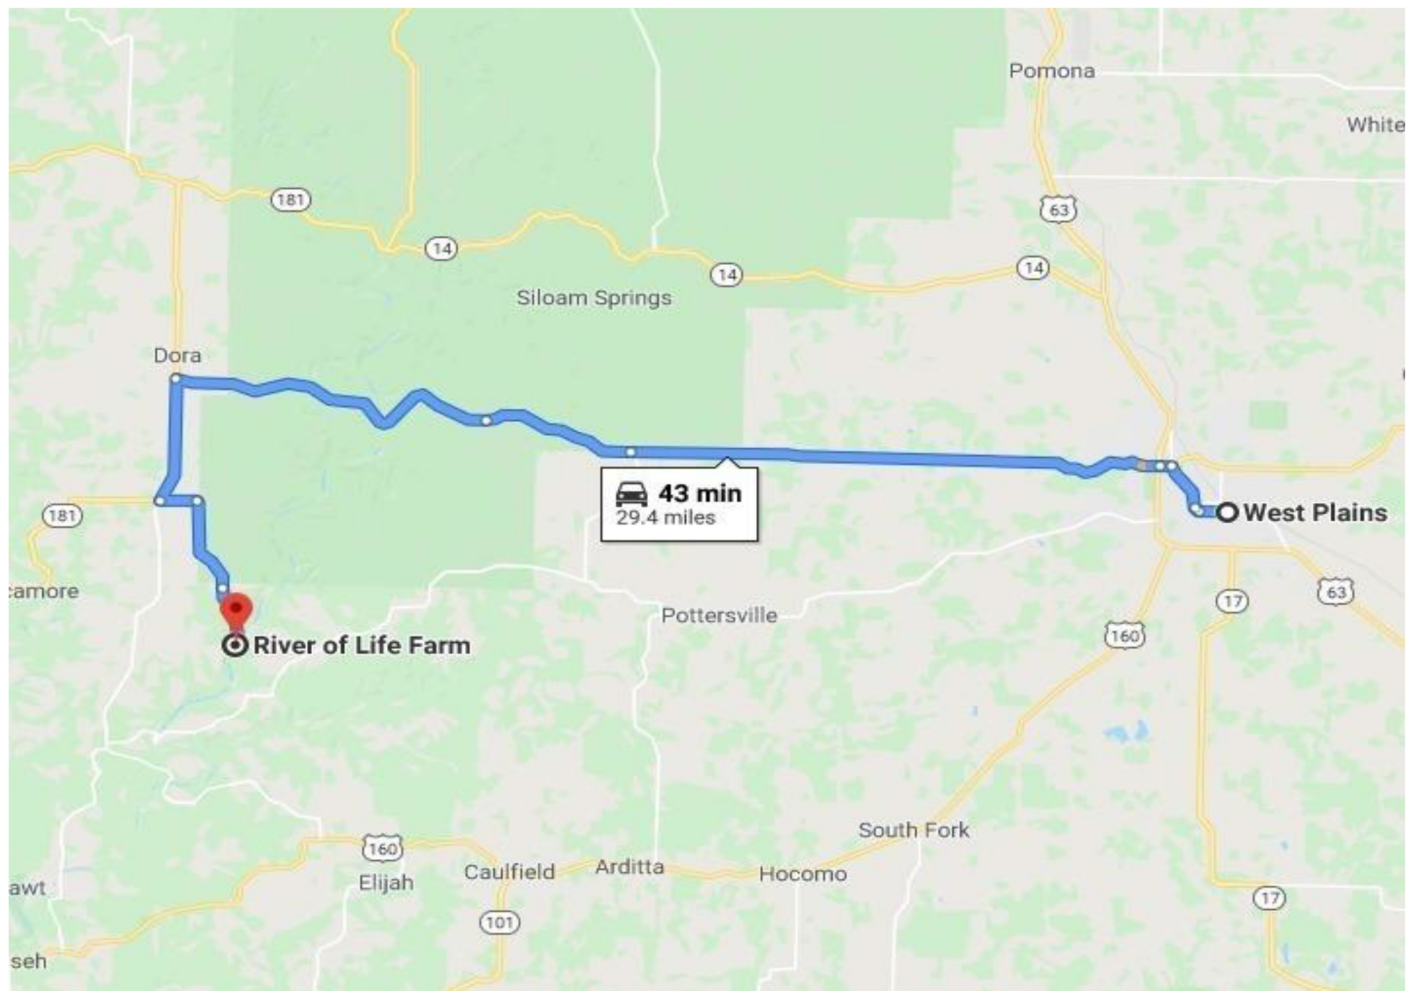 Pomona
White
181
63
14
14
14
Siloam Springs
Dora
43 min
29.4 miles
West Plains
181
camore
17
63
Pottersville
160
River of Life Farm
South Fork
160
Elijah
Caulfield
Arditta
Hocomo
awt
17
101
seh